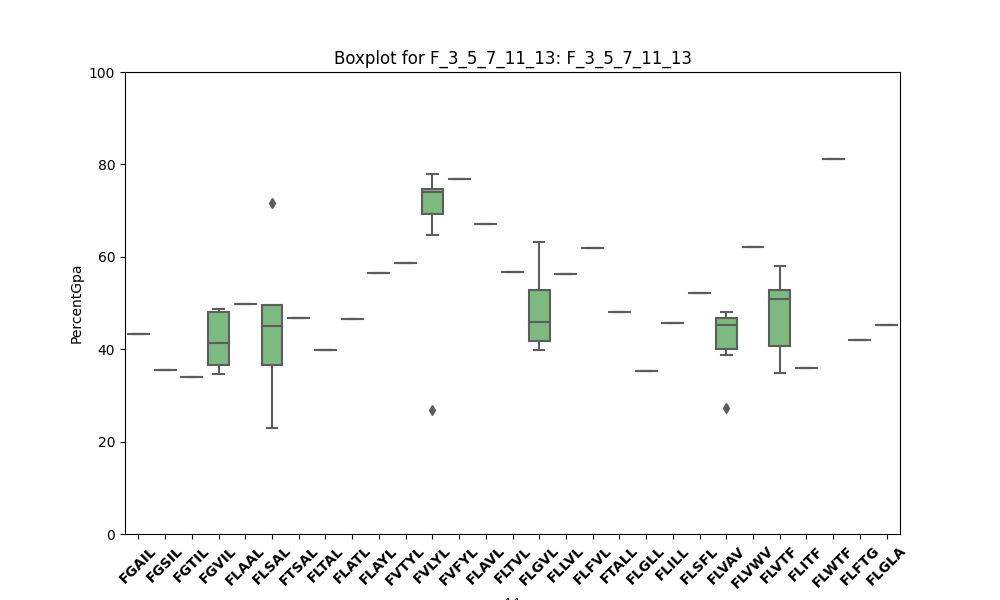 Boxplot for F_3_5_7_11_13: F_3_5_7_11_13
PercentGpa
100
80
60
40
20
0
FGAIL
FGSIL
FGTIL
FGVIL
FLAAL
FLSAL
FTSAL
FLTAL
FLATL
FLAYL
FVTYL
FVLYL
FVFYL
FLAVL
FLTVL
FLGVL
FLLVL
FLFVL
FTALL
FLGLL
FLILL
FLSFL
FLVAV
FLVWV
FLVTF
FLITF
FLWTF
FLFTG
FLGLA